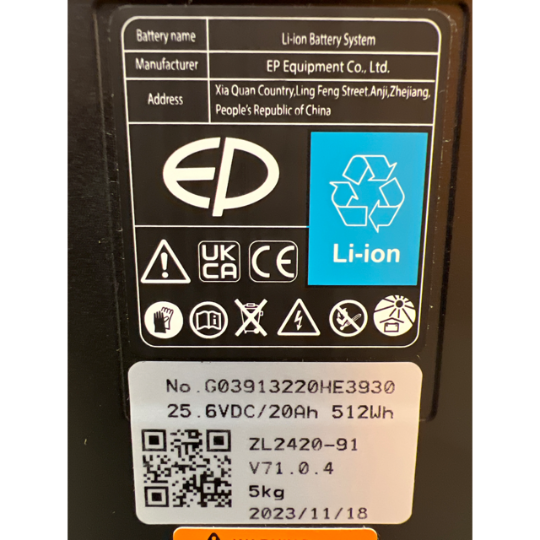 Battery name Li-ion Battery System
Manufacturer EP Equipment Co., Ltd.
Address Xia Quan Country,Ling Feng Street,Anji,Zhejiang,
People's Republic of China
EP
Li-ion
UK
CA
CE
No.G03913220HE3930
25.6VDC/20Ah 512Wh
ZL2420-91
V71.0.4
5kg
2023/11/18